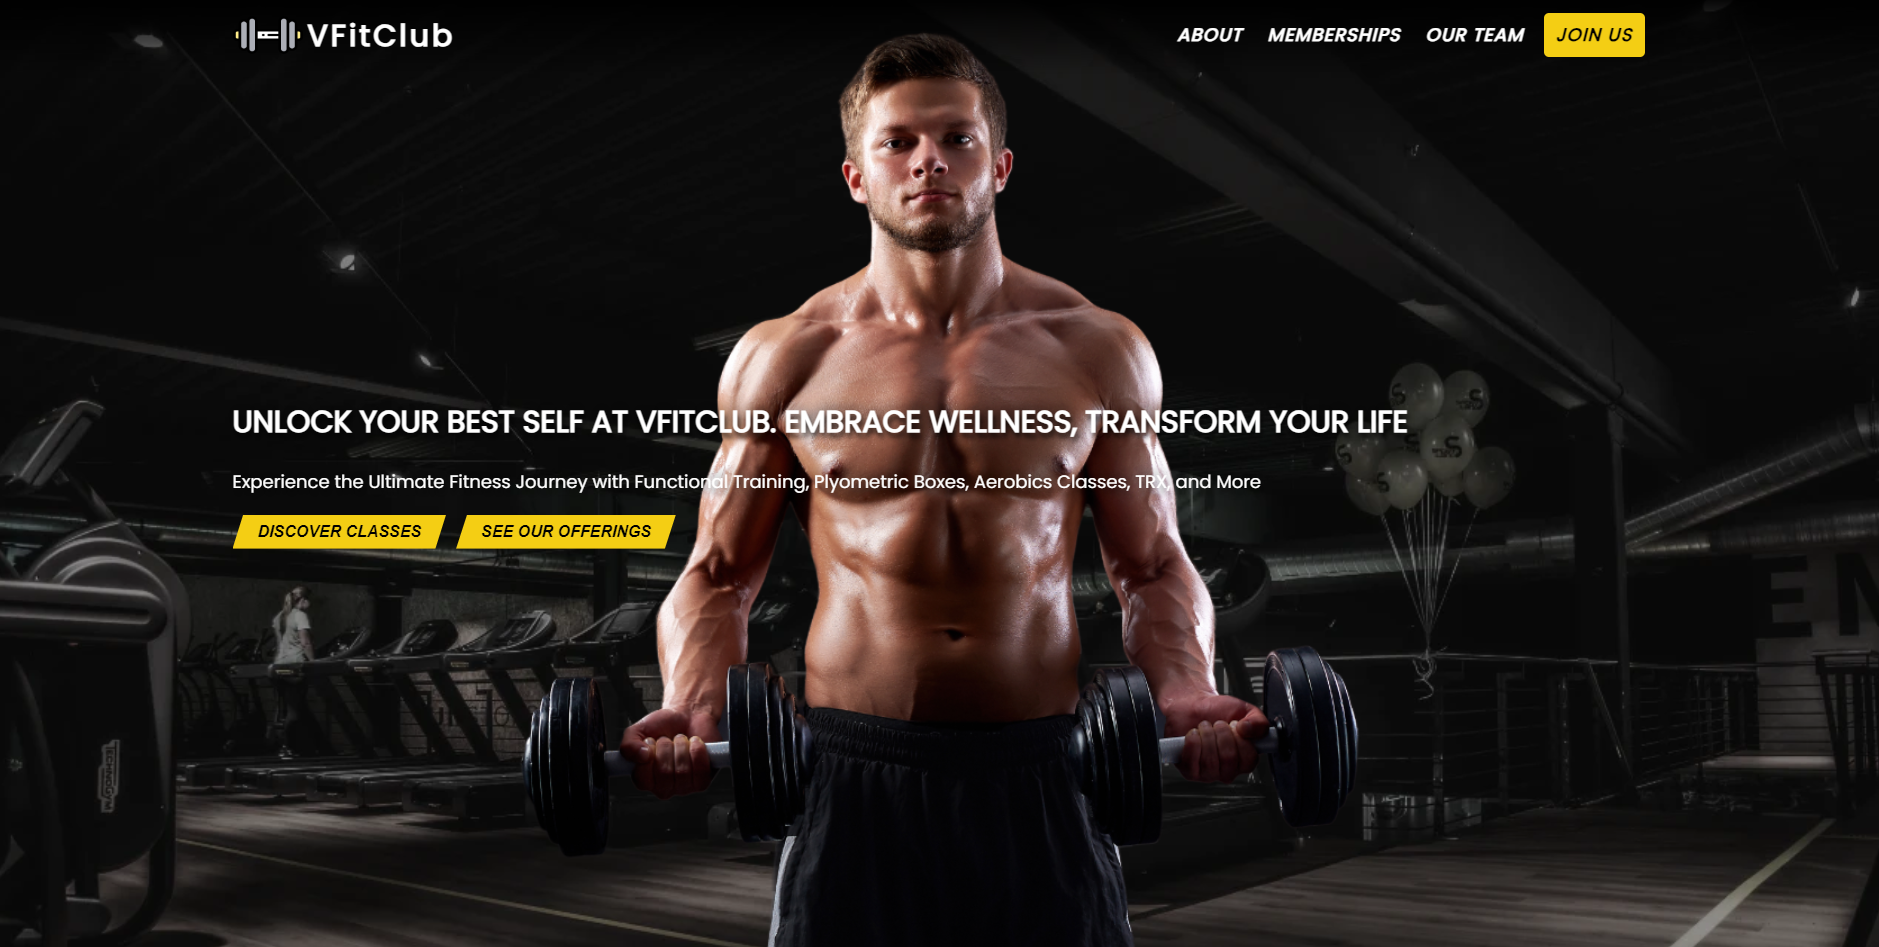 VFitClub
ABOUT MEMBERSHIPS OUR TEAM JOIN US
UNLOCK YOUR BEST SELF AT VFITCLUB. EMBRACE WELLNESS, TRANSFORM YOUR LIFE
Experience the Ultimate Fitness Journey with Functional Training, Plyometric Boxes, Aerobics Classes, TRX, and More
DISCOVER CLASSES SEE OUR OFFERINGS
TECHNOGYM